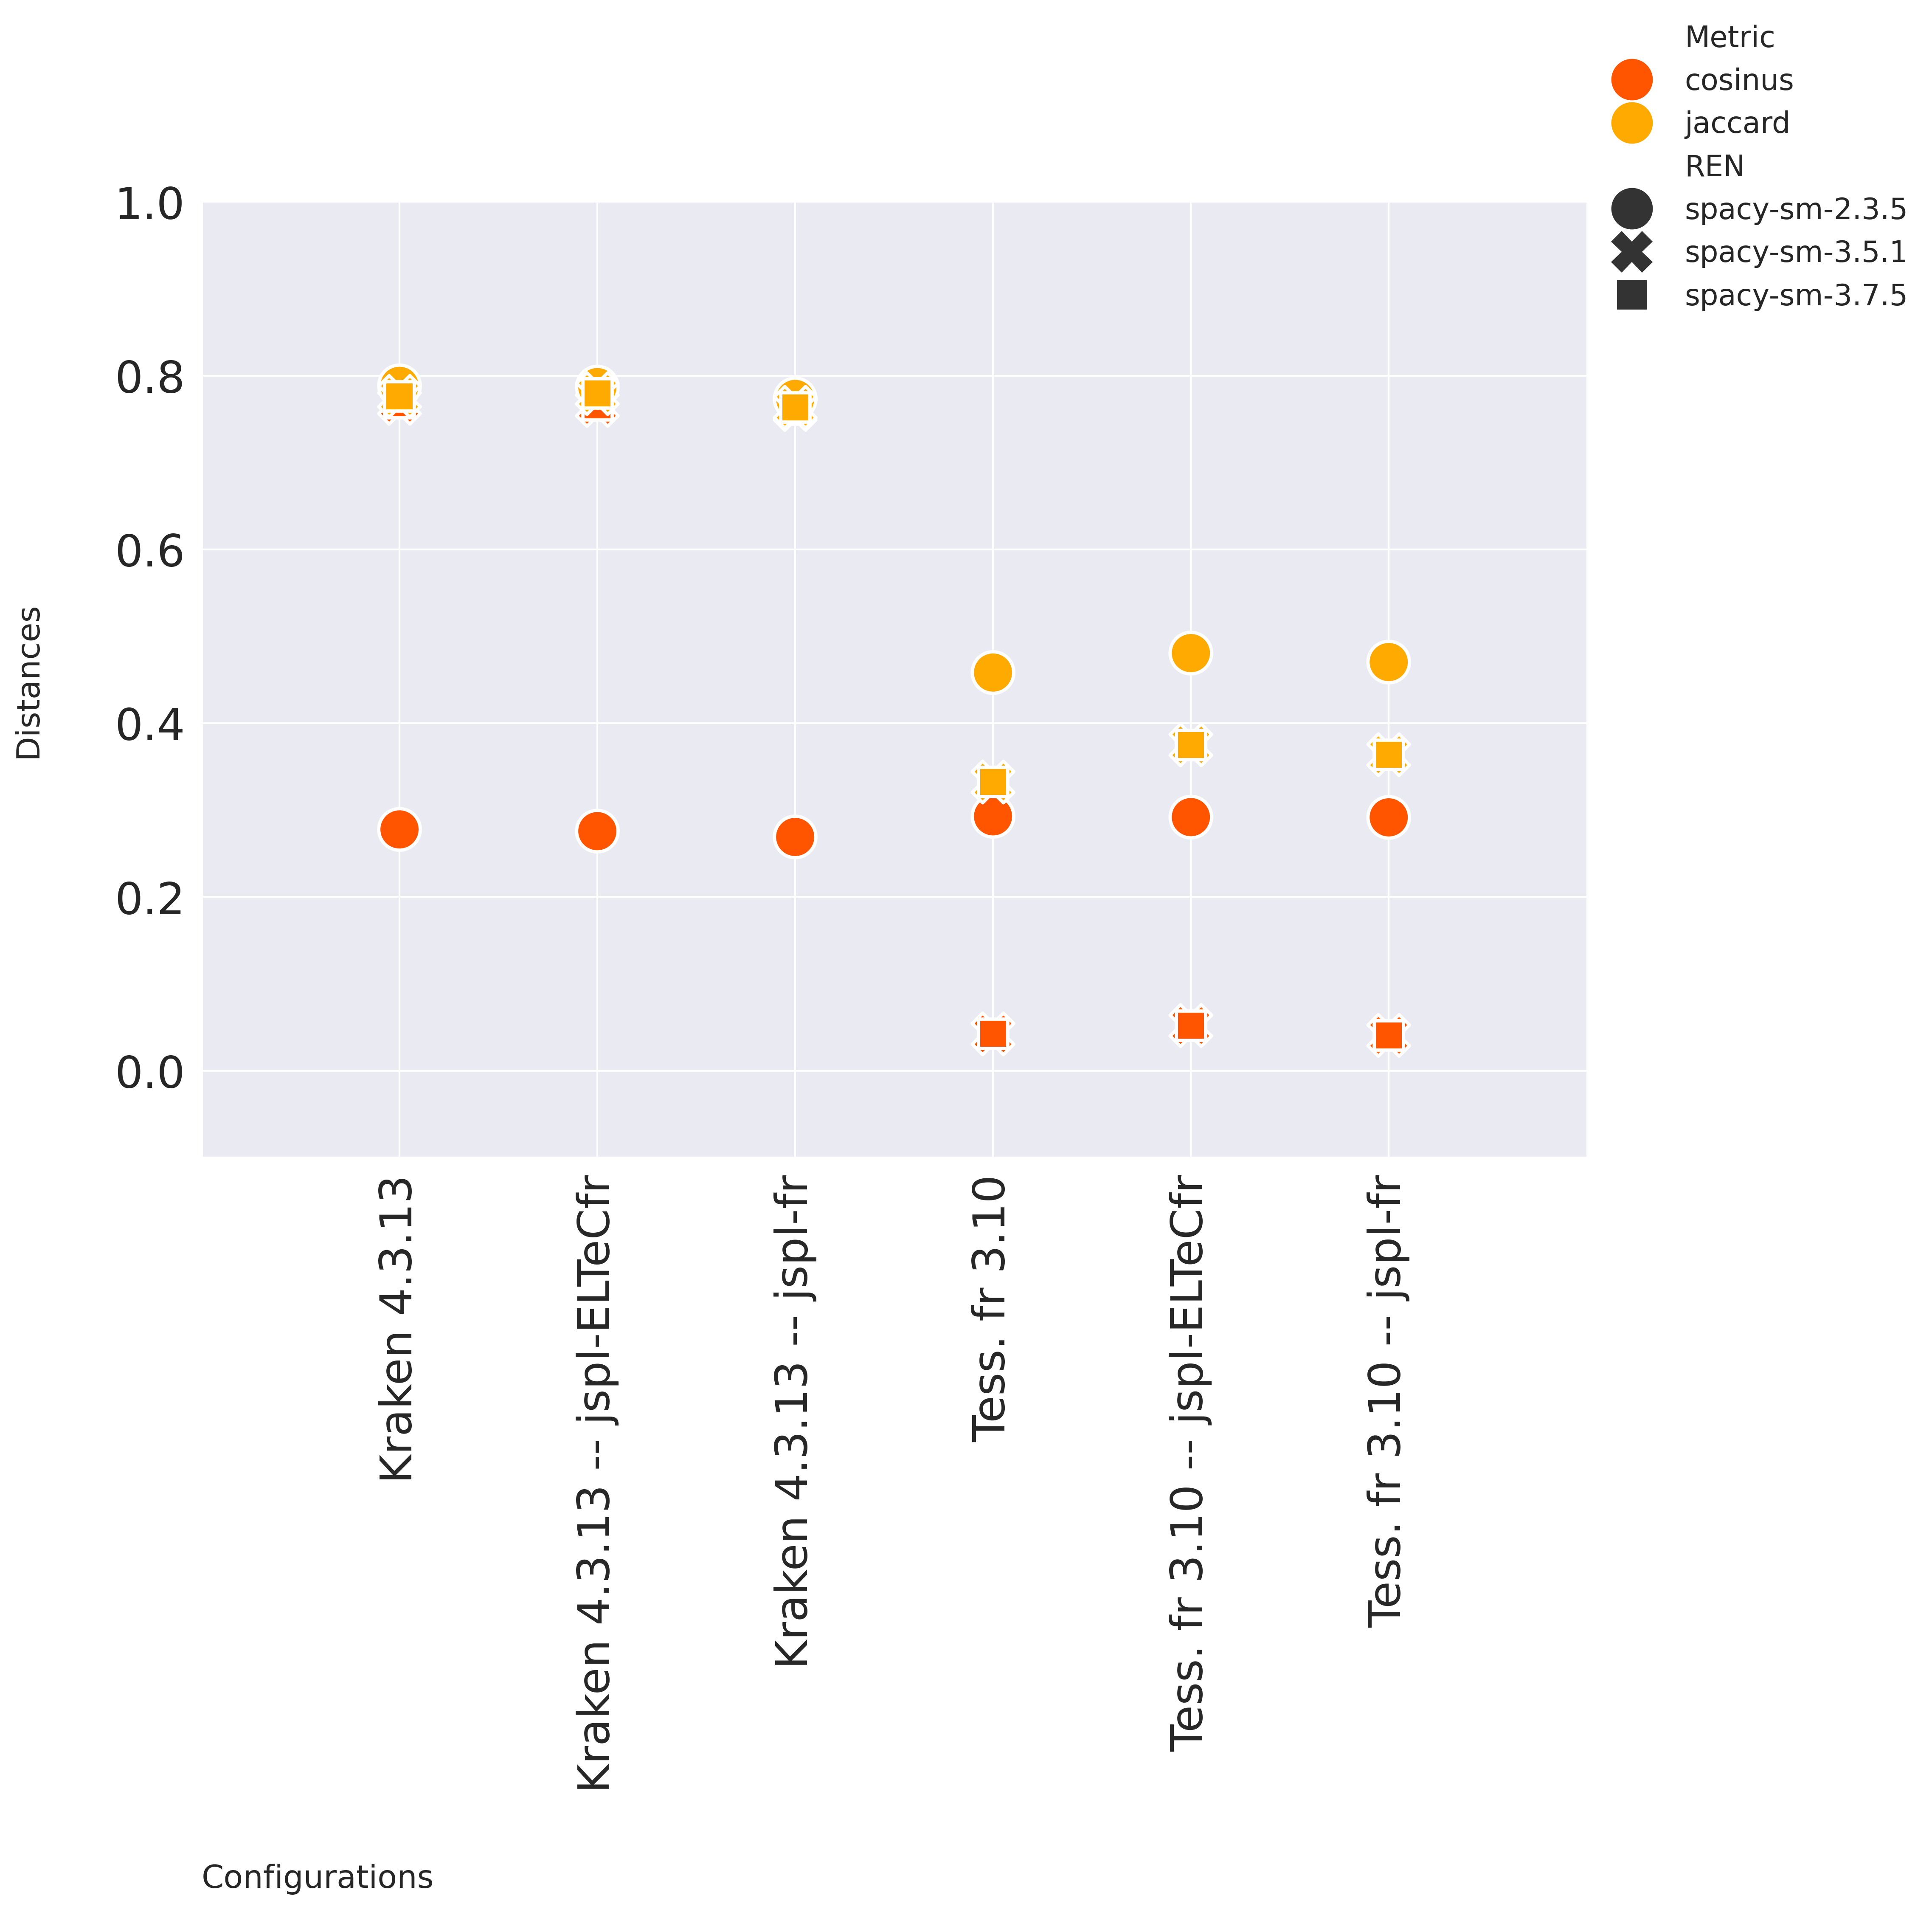 Metric
cosinus
jaccard
REN
spacy-sm-2.3.5
spacy-sm-3.5.1
spacy-sm-3.7.5
1.0
0.8
0.6
0.4
0.2
0.0
Distances
Kraken 4.3.13
Kraken 4.3.13 -- jspl-ELTeCfr
Kraken 4.3.13 -- jspl-fr
Tess. fr 3.10
Tess. fr 3.10 -- jspl-ELTeCfr
Tess. fr 3.10 -- jspl-fr
Configurations